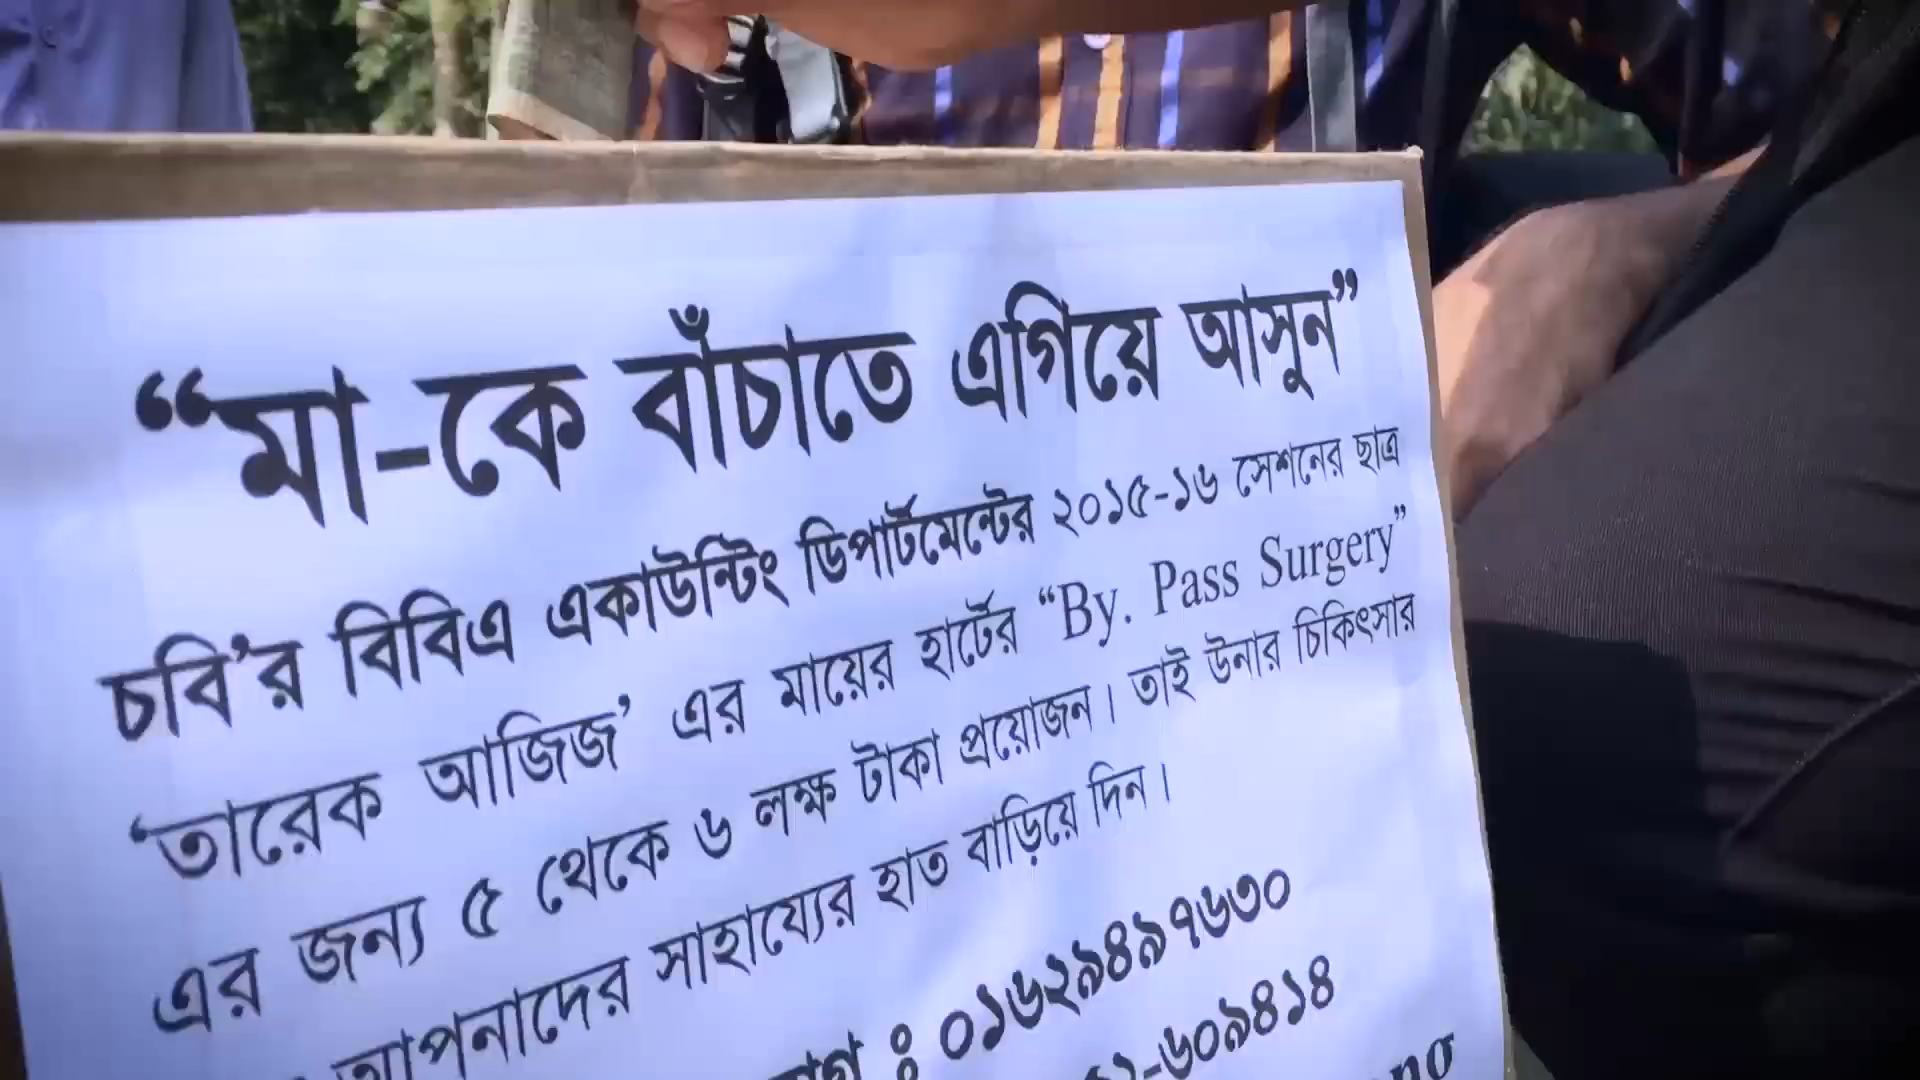 “মা-কে বাঁচাতে এগিয়ে আসুন”
চবি’র বিবিএ একাউন্টিং ডিপার্টমেন্টের ২০১৫-১৬ সেশনের ছাত্র
‘তারেক আজিজ’ এর মায়ের হার্টের “By. Pass Surgery”
এর জন্য ৫ থেকে ৬ লক্ষ টাকা প্রয়োজন। তাই উনার চিকিৎসার
আপনাদের সাহায্যের হাত বাড়িয়ে দিন।
: ০১৬২৯৪৯৭৬৩০
-৬০৯৪১৪